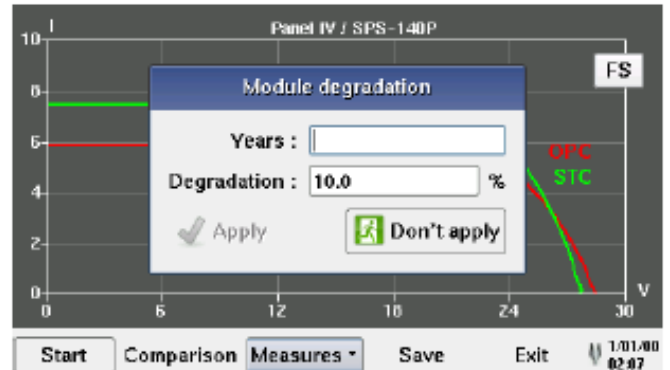 I
Panel IV / SPS-140P
10
FS
Module degradation
8
6
Years :
OPC
Degradation : 10.0 %
STC
4
Apply
Don't apply
2
0
V
0 6 12 18 24 30
Start Comparison Measures Save Exit 1/01/00
02:07